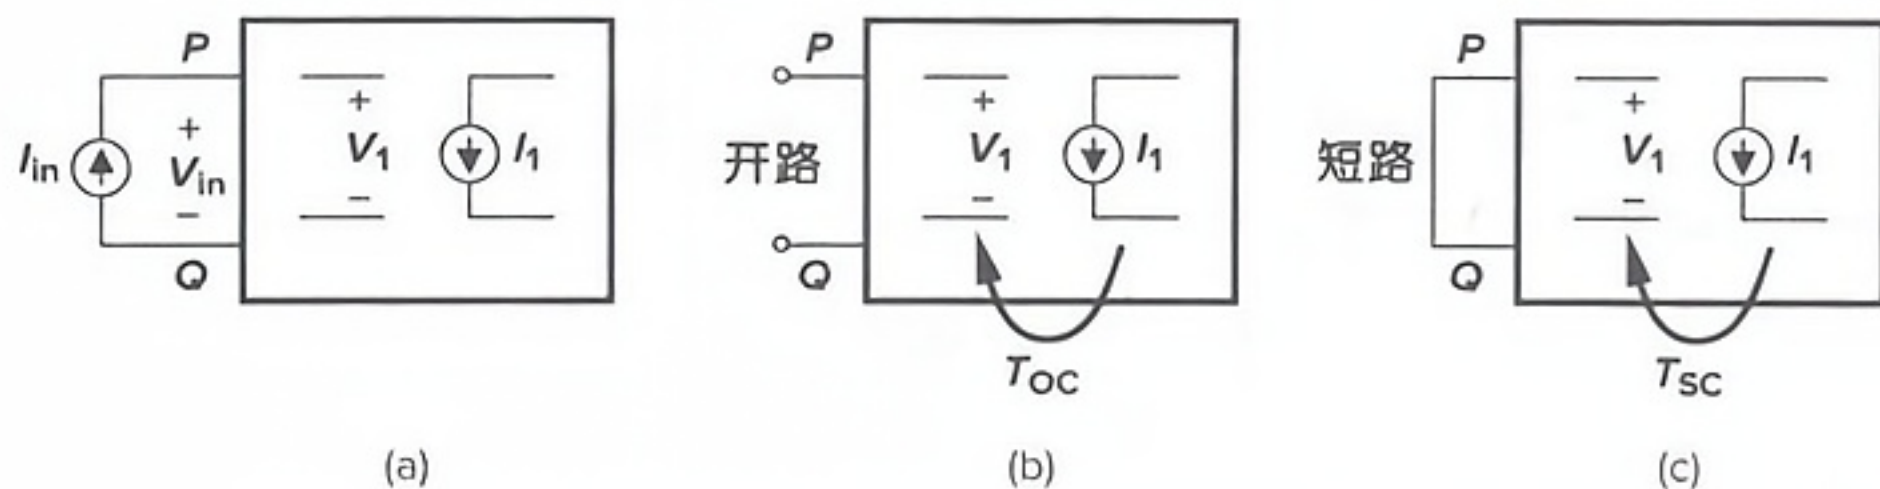 P
I_in
+
V_in
−
Q
+
V_1
−
I_1
(a)
P
开路
Q
+
V_1
−
I_1
T_OC
(b)
P
短路
Q
+
V_1
−
I_1
T_SC
(c)